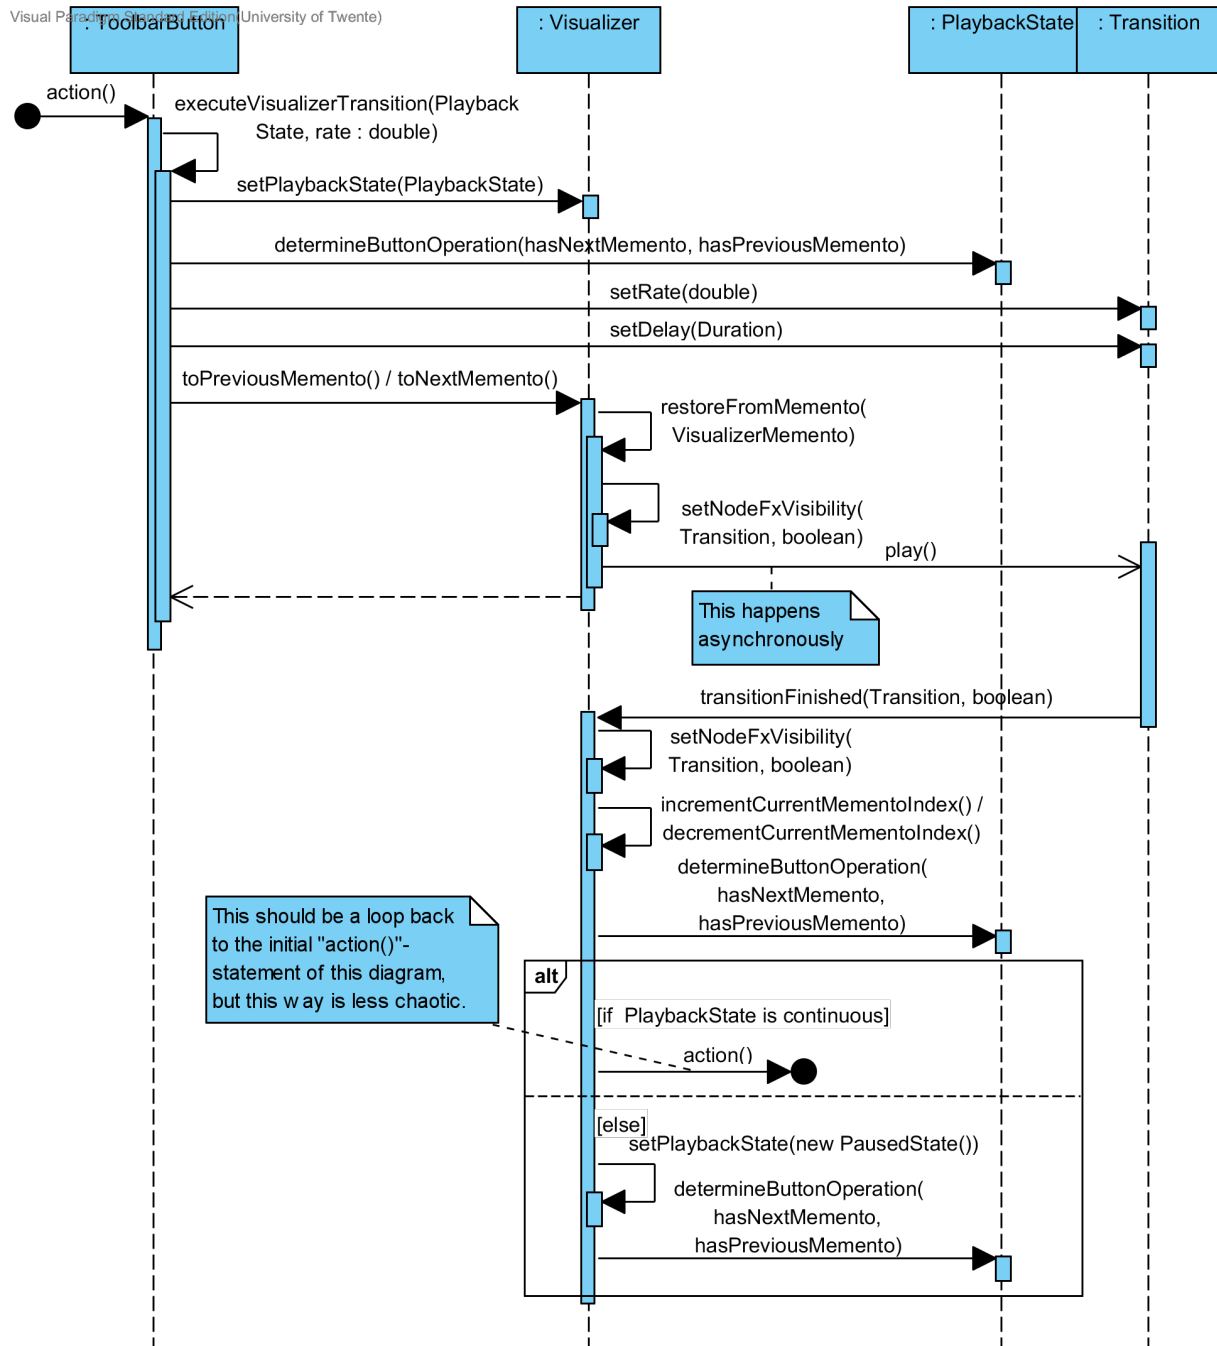 Visual Paradigm Standard Edition(University of Twente)
: ToolbarButton
: Visualizer
: PlaybackState
: Transition
action()
executeVisualizerTransition(Playback
State, rate : double)
setPlaybackState(PlaybackState)
determineButtonOperation(hasNextMemento, hasPreviousMemento)
setRate(double)
setDelay(Duration)
toPreviousMemento() / toNextMemento()
restoreFromMemento(
VisualizerMemento)
setNodeFxVisibility(
Transition, boolean)
play()
This happens
asynchronously
transitionFinished(Transition, boolean)
setNodeFxVisibility(
Transition, boolean)
incrementCurrentMementoIndex() /
decrementCurrentMementoIndex()
determineButtonOperation(
hasNextMemento,
hasPreviousMemento)
This should be a loop back
to the initial "action()"-
statement of this diagram,
but this way is less chaotic.
alt
[if  PlaybackState is continuous]
action()
[else]
setPlaybackState(new PausedState())
determineButtonOperation(
hasNextMemento,
hasPreviousMemento)